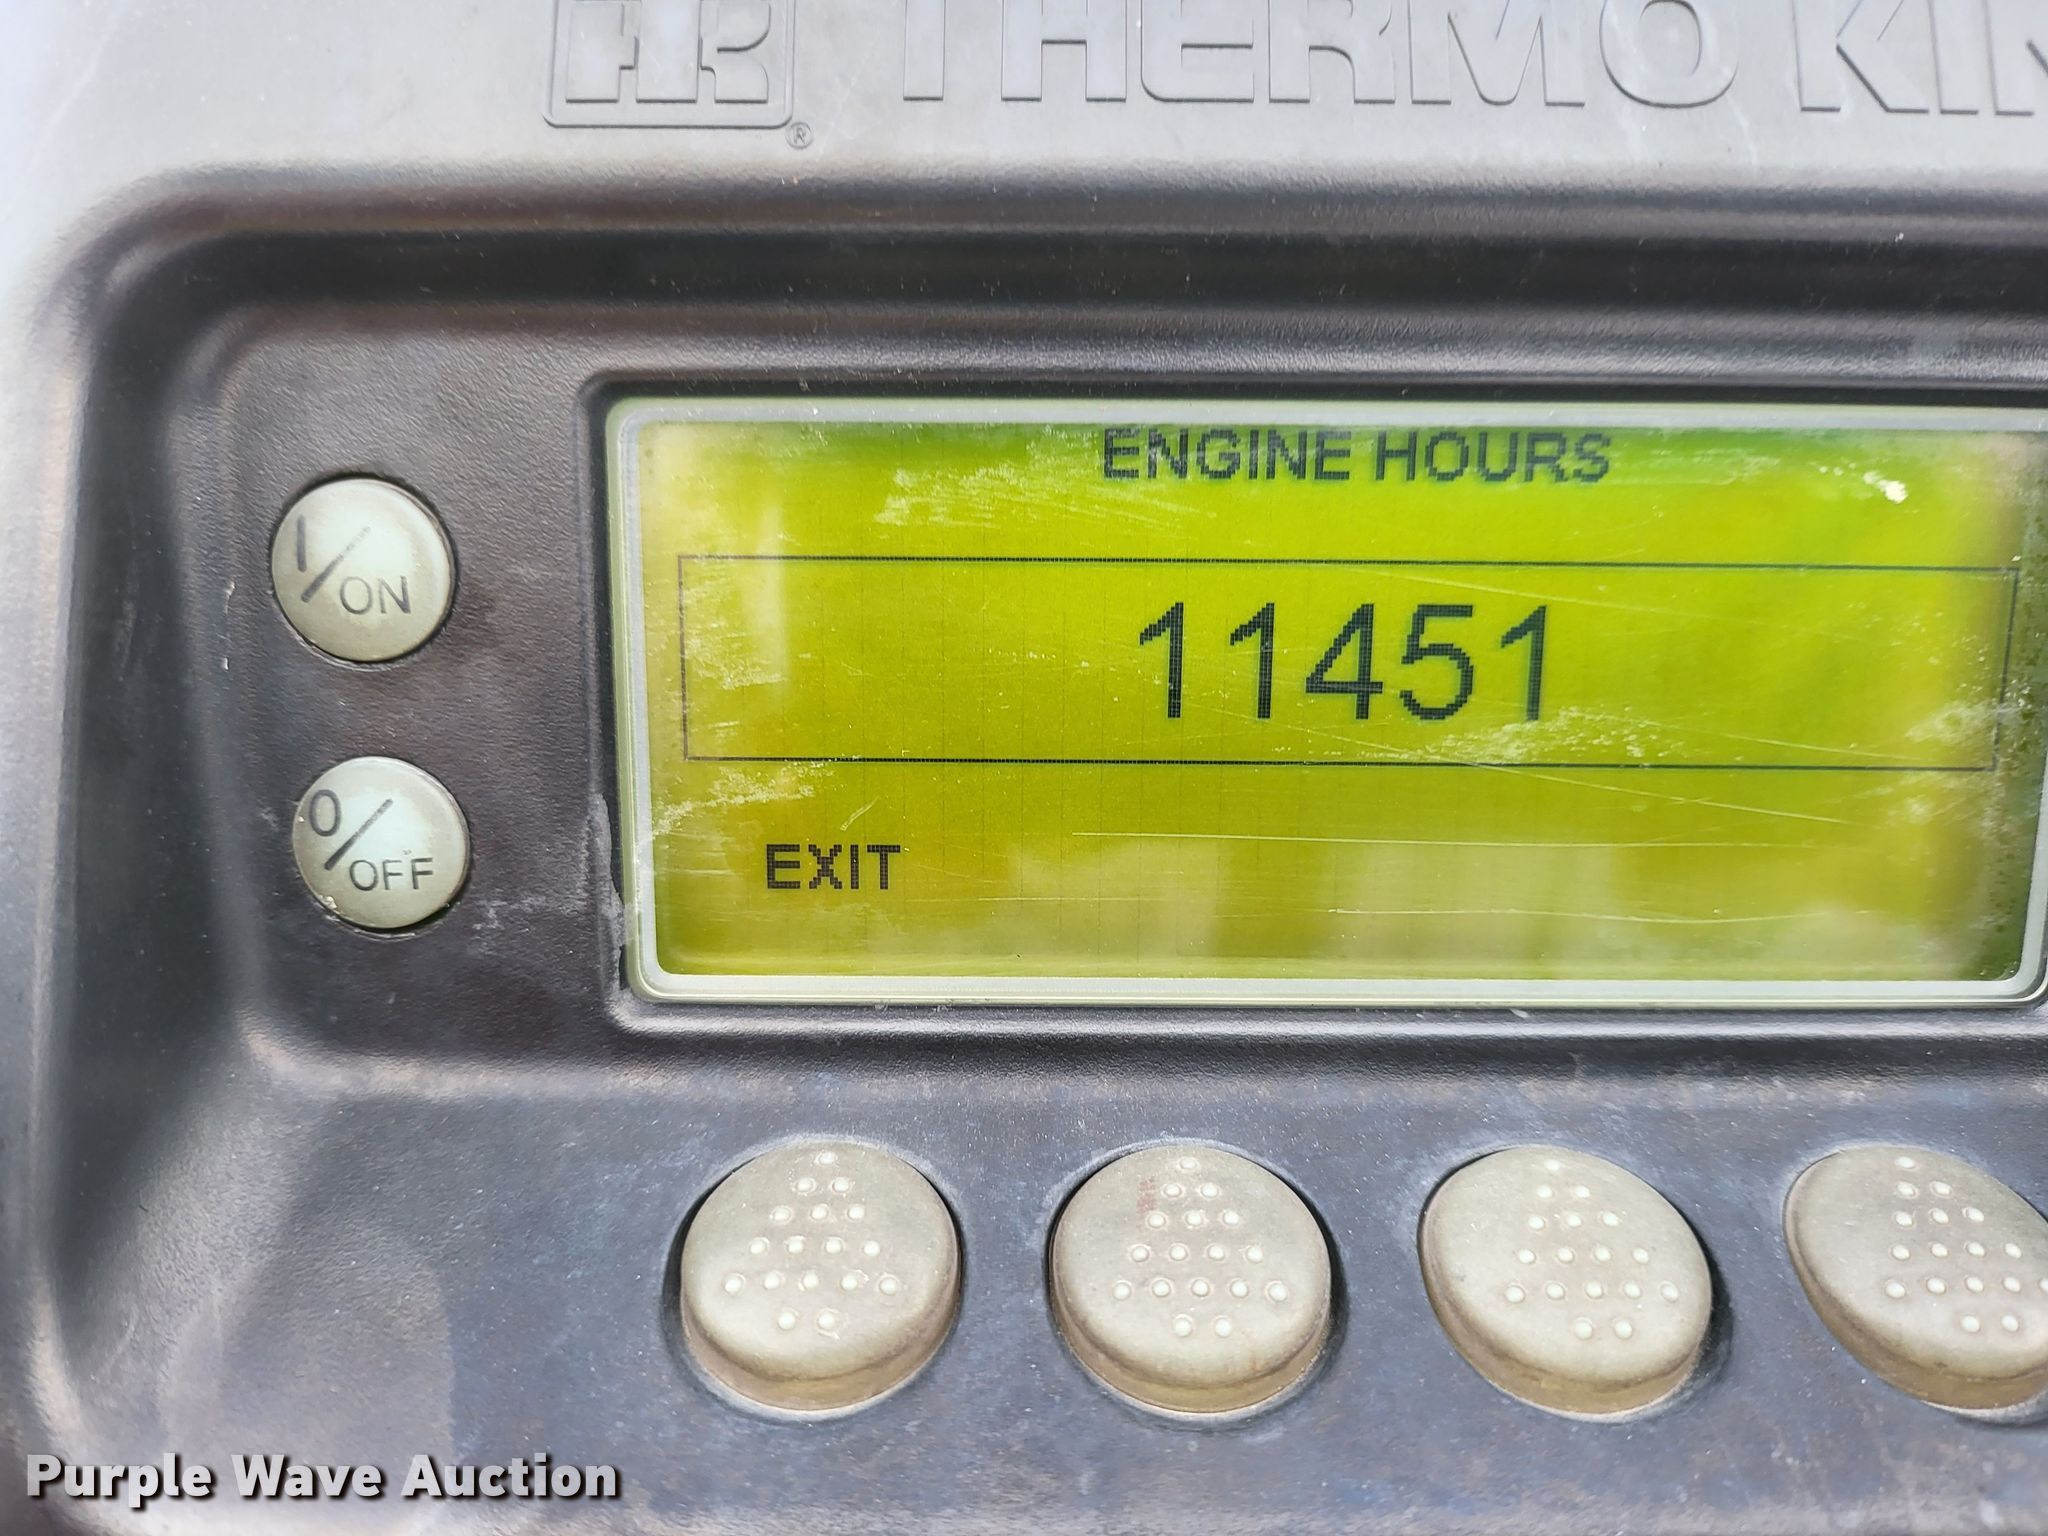 TK
®
THERMO KIN
ENGINE HOURS
I/ON
11451
O/OFF
EXIT
Purple Wave Auction